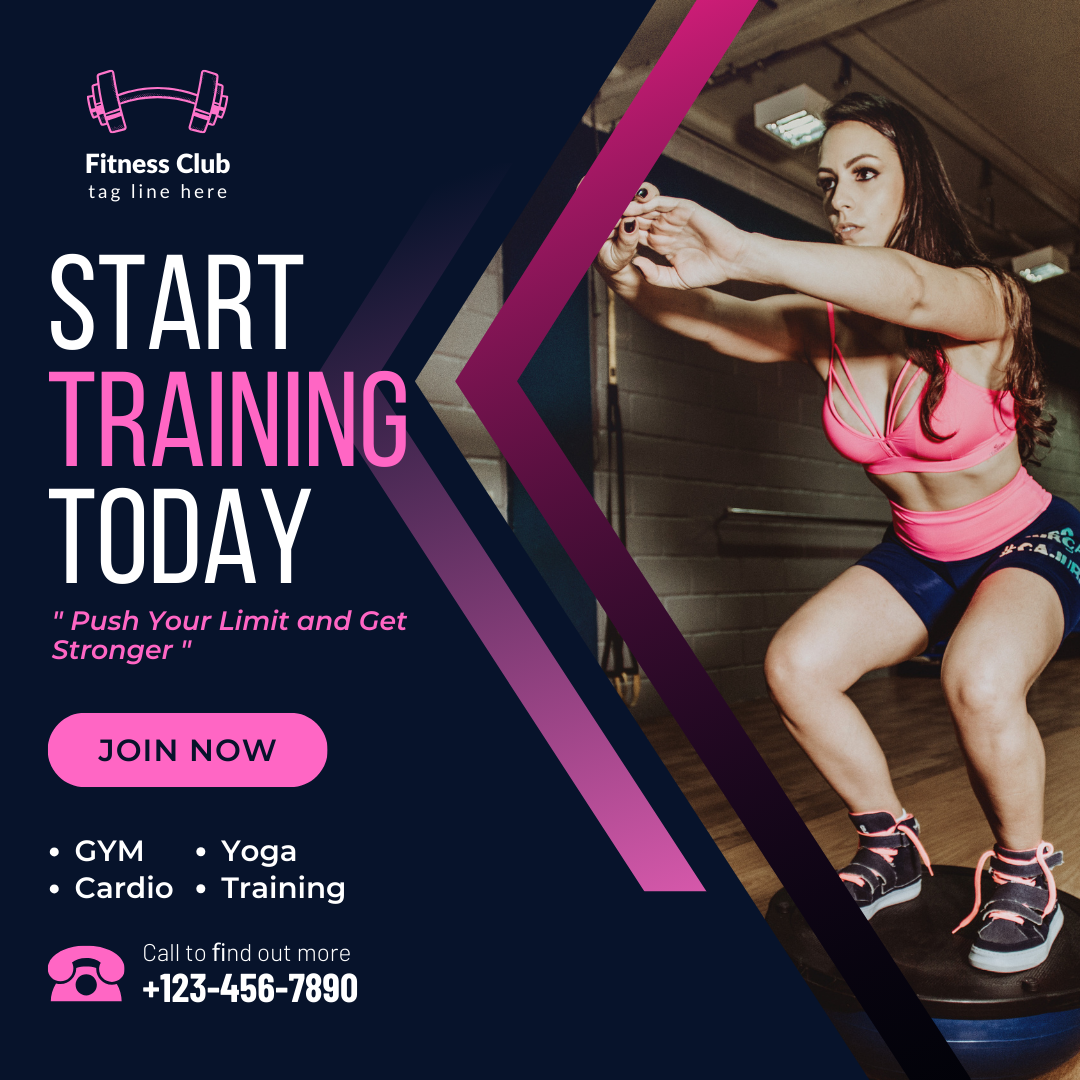 Fitness Club
tag line here
START
TRAINING
TODAY
" Push Your Limit and Get
Stronger "
JOIN NOW
• GYM • Yoga
• Cardio • Training
Call to find out more
+123-456-7890